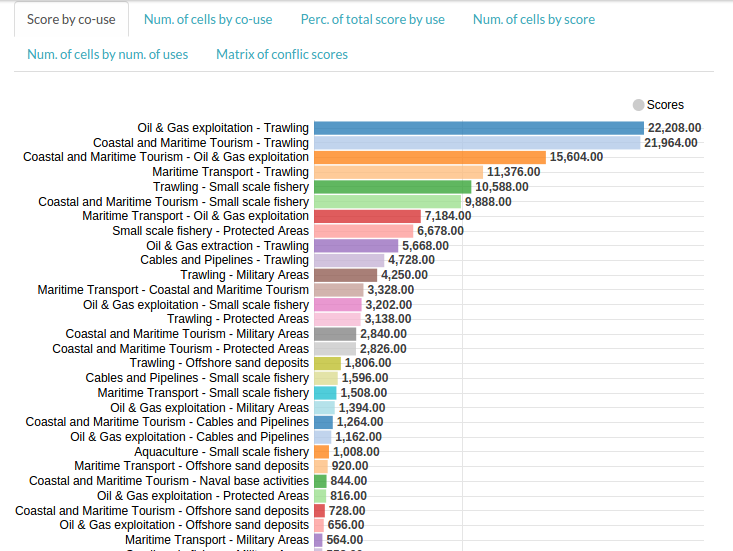 Score by co-use Num. of cells by co-use Perc. of total score by use Num. of cells by score
Num. of cells by num. of uses Matrix of conflic scores
Scores
Oil & Gas exploitation - Trawling 22,208.00
Coastal and Maritime Tourism - Trawling 21,964.00
Coastal and Maritime Tourism - Oil & Gas exploitation 15,604.00
Maritime Transport - Trawling 11,376.00
Trawling - Small scale fishery 10,588.00
Coastal and Maritime Tourism - Small scale fishery 9,888.00
Maritime Transport - Oil & Gas exploitation 7,184.00
Small scale fishery - Protected Areas 6,678.00
Oil & Gas extraction - Trawling 5,668.00
Cables and Pipelines - Trawling 4,728.00
Trawling - Military Areas 4,250.00
Maritime Transport - Coastal and Maritime Tourism 3,328.00
Oil & Gas exploitation - Small scale fishery 3,202.00
Trawling - Protected Areas 3,138.00
Coastal and Maritime Tourism - Military Areas 2,840.00
Coastal and Maritime Tourism - Protected Areas 2,826.00
Trawling - Offshore sand deposits 1,806.00
Cables and Pipelines - Small scale fishery 1,596.00
Maritime Transport - Small scale fishery 1,508.00
Oil & Gas exploitation - Military Areas 1,394.00
Coastal and Maritime Tourism - Cables and Pipelines 1,264.00
Oil & Gas exploitation - Cables and Pipelines 1,162.00
Aquaculture - Small scale fishery 1,008.00
Maritime Transport - Offshore sand deposits 920.00
Coastal and Maritime Tourism - Naval base activities 844.00
Oil & Gas exploitation - Protected Areas 816.00
Coastal and Maritime Tourism - Offshore sand deposits 728.00
Oil & Gas exploitation - Offshore sand deposits 656.00
Maritime Transport - Military Areas 564.00